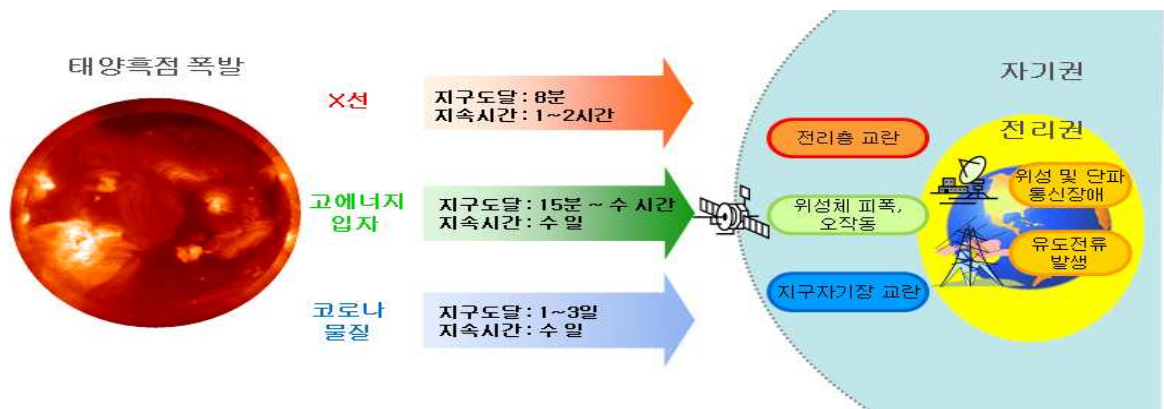 태양흑점 폭발
X선
지구도달 : 8분
지속시간 : 1~2시간
고에너지
입자
지구도달 : 15분 ~ 수 시간
지속시간 : 수 일
코로나
물질
지구도달 : 1~3일
지속시간 : 수 일
자기권
전리권
전리층 교란
위성체 피폭,
오작동
지구자기장 교란
위성 및 단파
통신장애
유도전류
발생